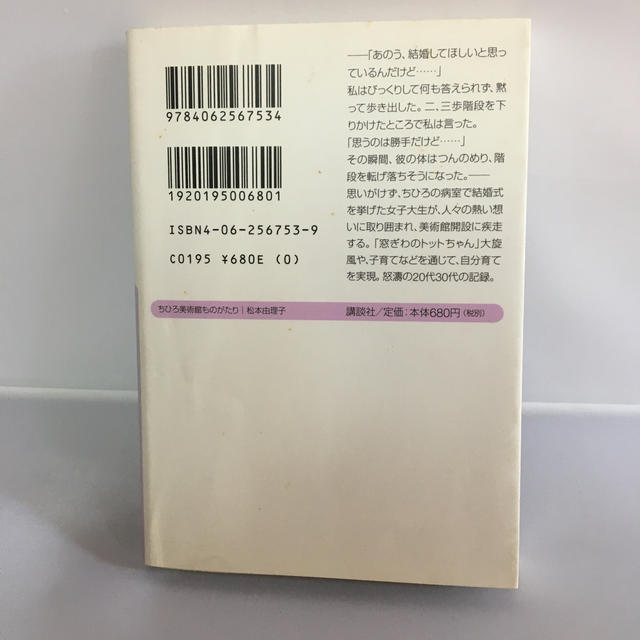 9784062567534
1920195006801
ISBN4-06-256753-9
C0195 ¥680E (0)
──「あのう、結婚してほしいと思っ
ているんだけど……」
私はびっくりして何も答えられず、黙
って歩き出した。二、三歩階段を下
りかけたところで私は言った。
「思うのは勝手だけど……」
その瞬間、彼の体はつんのめり、階
段を転げ落ちそうになった。──
思いがけず、ちひろの病室で結婚式
を挙げた女子大生が、人々の熱い想
いに取り囲まれ、美術館開設に疾走
する。「窓ぎわのトットちゃん」大旋
風や、子育てなどを通じて、自分育て
を実現。怒濤の20代30代の記録。
ちひろ美術館ものがたり｜松本由理子
講談社／定価：本体680円（税別）